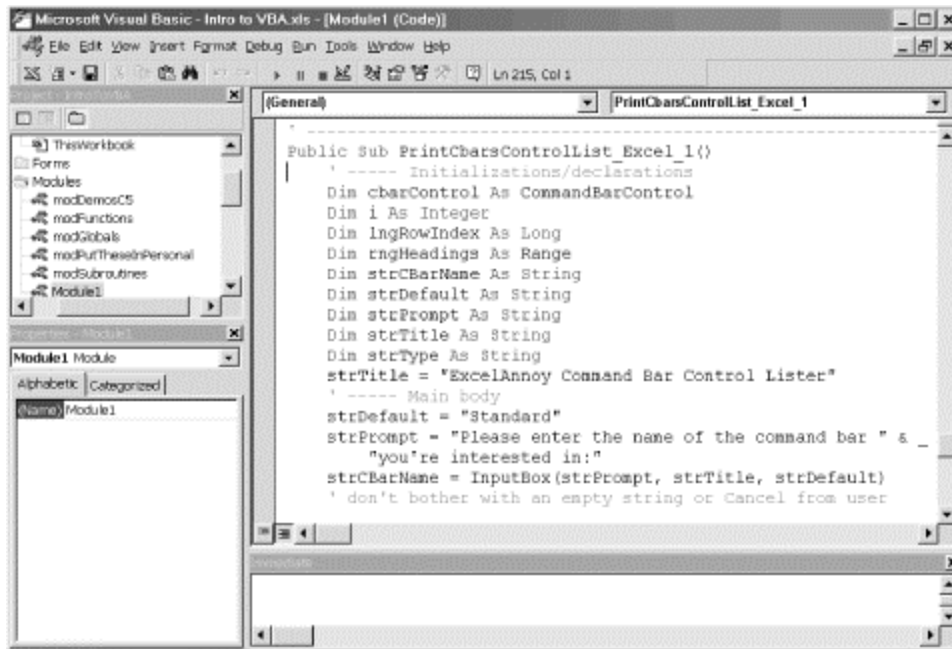 Microsoft Visual Basic - Intro to VBA.xls - [Module1 (Code)]
File Edit View Insert Format Debug Run Tools Window Help
Ln 215, Col 1
(General)
PrintCbarsControlList_Excel_1
ThisWorkbook
Forms
Modules
modDemosC5
modFunctions
modGlobals
modPutTheseInPersonal
modSubroutines
Module1
Properties - Module1
Module1 Module
Alphabetic Categorized
(Name) Module1
' ------------------------------------------------------------
Public Sub PrintCbarsControlList_Excel_1()
' ----- Initializations/declarations
Dim cbarControl As CommandBarControl
Dim i As Integer
Dim lngRowIndex As Long
Dim rngHeadings As Range
Dim strCBarName As String
Dim strDefault As String
Dim strPrompt As String
Dim strTitle As String
Dim strType As String
strTitle = "ExcelAnnoy Command Bar Control Lister"
' ----- Main body
strDefault = "Standard"
strPrompt = "Please enter the name of the command bar " & _
"you're interested in:"
strCBarName = InputBox(strPrompt, strTitle, strDefault)
' don't bother with an empty string or Cancel from user
Immediate